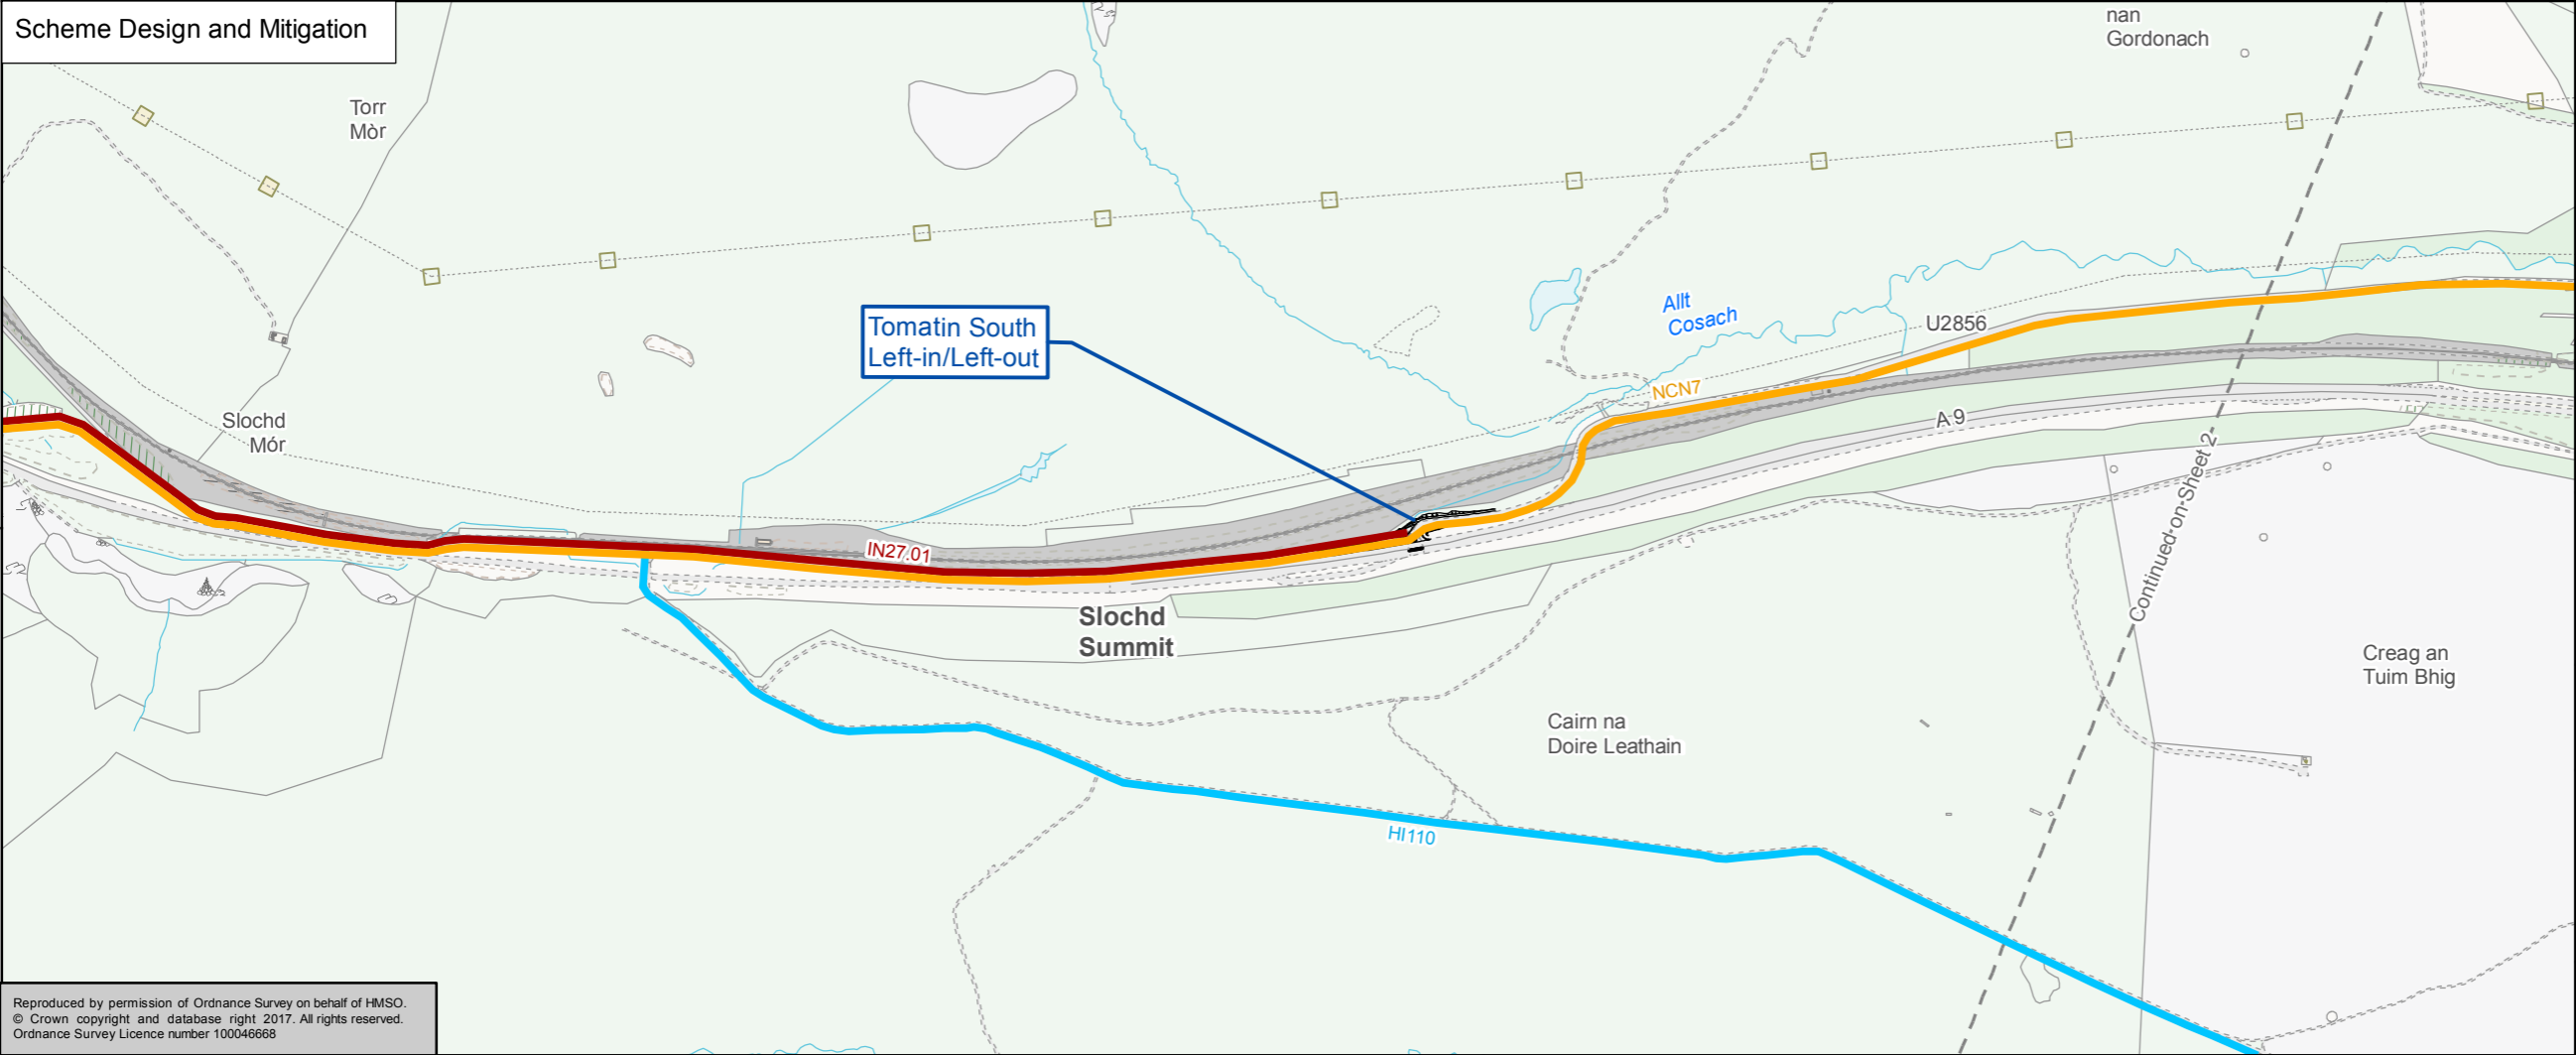 Scheme Design and Mitigation
nan
Gordonach
Torr
Mòr
Tomatin South
Left-in/Left-out
Allt
Cosach
U2856
NCN7
A 9
Slochd
Mór
IN27.01
Continued-on-Sheet 2
Slochd
Summit
Creag an
Tuim Bhig
Cairn na
Doire Leathain
HI110
Reproduced by permission of Ordnance Survey on behalf of HMSO.
© Crown copyright and database right 2017. All rights reserved.
Ordnance Survey Licence number 100046668